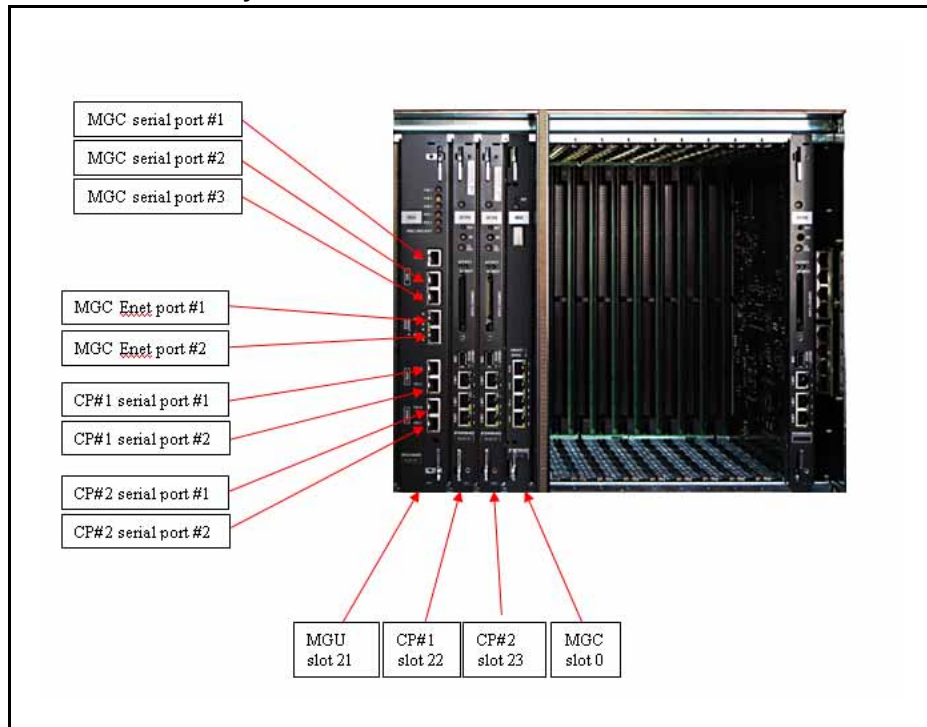 MGC serial port #1
MGC serial port #2
MGC serial port #3
MGC Enet port #1
MGC Enet port #2
CP#1 serial port #1
CP#1 serial port #2
CP#2 serial port #1
CP#2 serial port #2
MGU
slot 21
CP#1
slot 22
CP#2
slot 23
MGC
slot 0